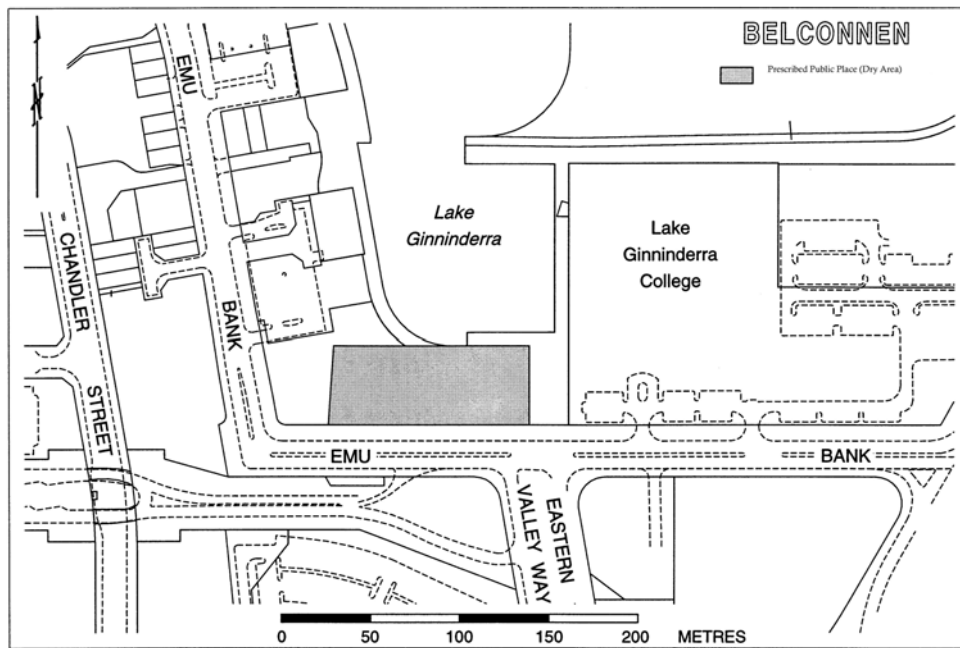 BELCONNEN
Prescribed Public Place (Dry Area)
N
EMU
Lake
Ginninderra
Lake
Ginninderra
College
CHANDLER
BANK
STREET
EMU
BANK
EASTERN
VALLEY WAY
0 50 100 150 200 METRES